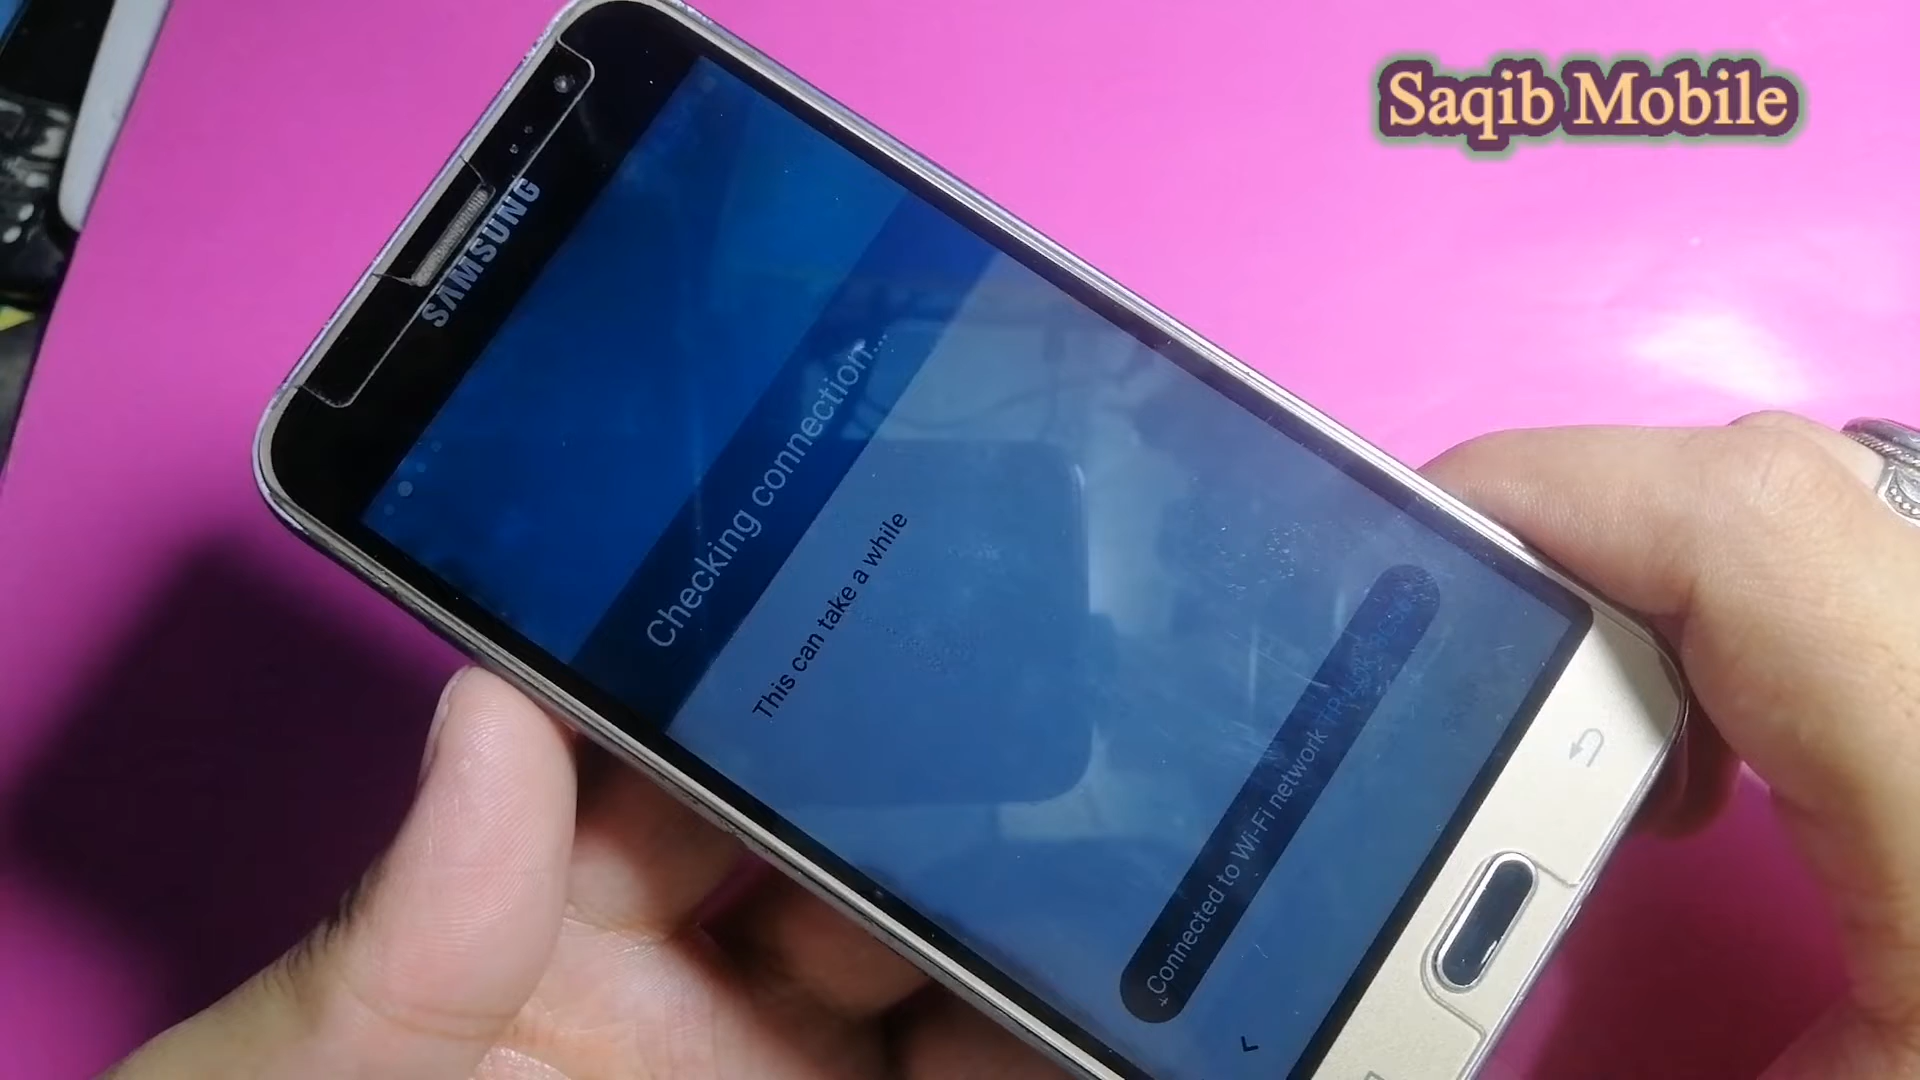 Saqib Mobile
SAMSUNG
Checking connection...
This can take a while
Connected to Wi-Fi network